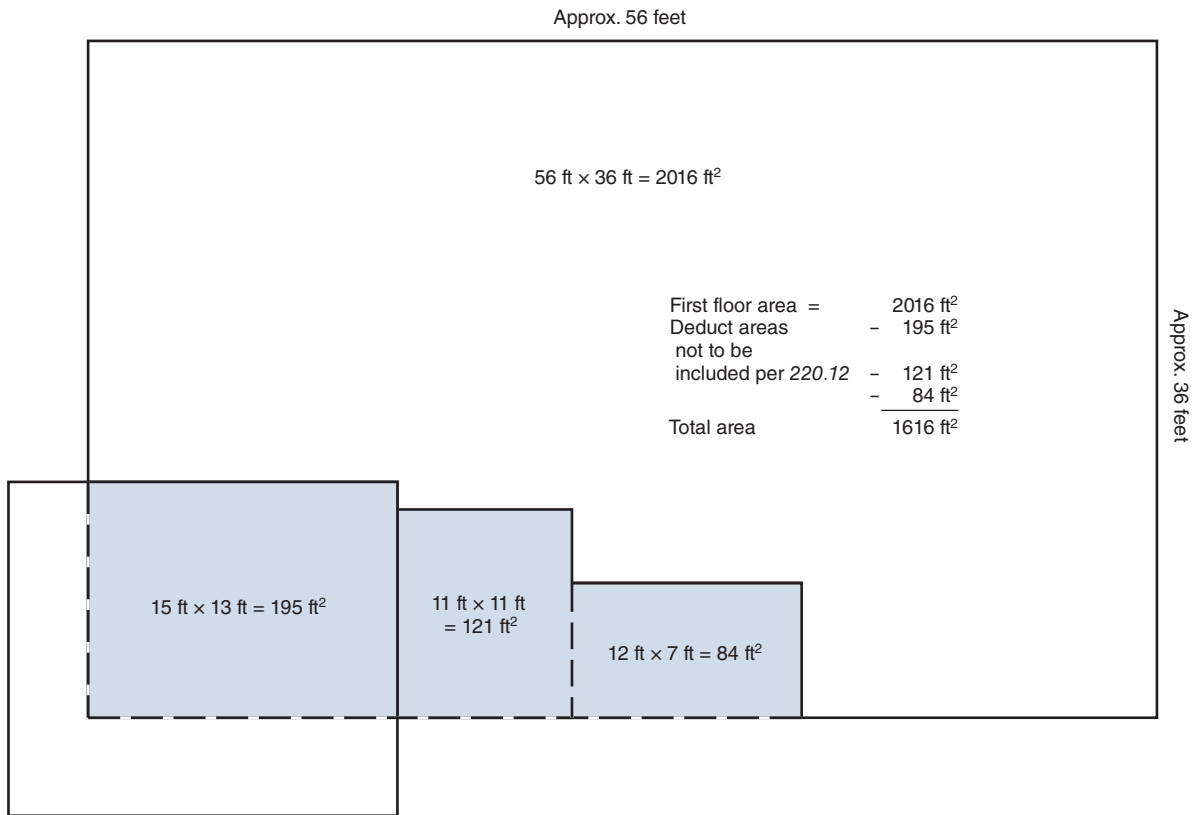 Approx. 56 feet
56 ft × 36 ft = 2016 ft²
First floor area = 2016 ft²
Deduct areas – 195 ft²
not to be
included per 220.12 – 121 ft²
– 84 ft²
Total area 1616 ft²
Approx. 36 feet
15 ft × 13 ft = 195 ft²
11 ft × 11 ft
= 121 ft²
12 ft × 7 ft = 84 ft²